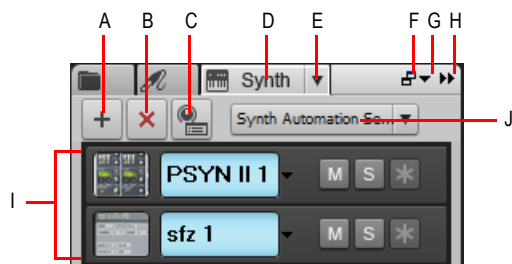 A B C D E F G H
Synth
Synth Automation Se...
J
I
PSYN II 1
M S
sfz 1
M S